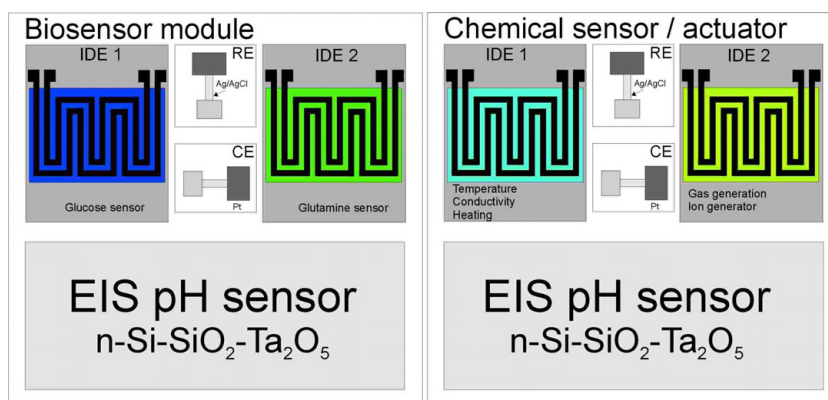 Biosensor module
IDE 1
RE
Ag/AgCl
IDE 2
CE
Pt
Glucose sensor
Glutamine sensor
EIS pH sensor
n-Si-SiO₂-Ta₂O₅
Chemical sensor / actuator
IDE 1
RE
Ag/AgCl
IDE 2
CE
Pt
Temperature
Conductivity
Heating
Gas generation
Ion generator
EIS pH sensor
n-Si-SiO₂-Ta₂O₅